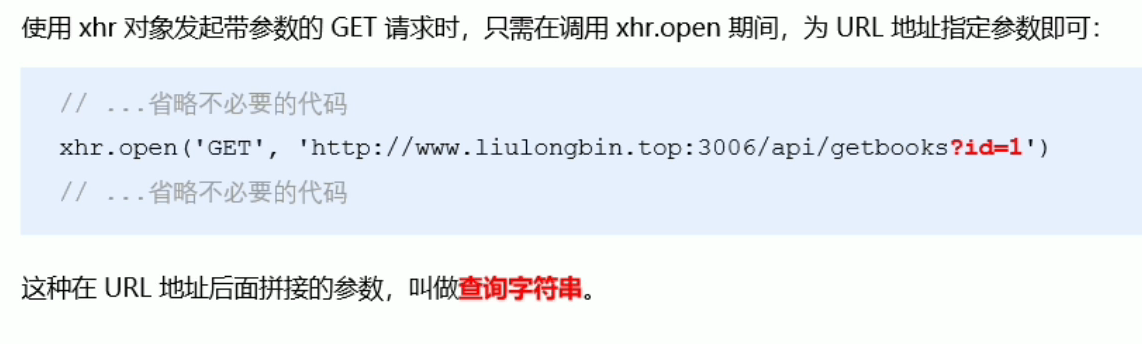 使用 xhr 对象发起带参数的 GET 请求时，只需在调用 xhr.open 期间，为 URL 地址指定参数即可：
// ...省略不必要的代码
xhr.open('GET', 'http://www.liulongbin.top:3006/api/getbooks?id=1')
// ...省略不必要的代码
这种在 URL 地址后面拼接的参数，叫做查询字符串。